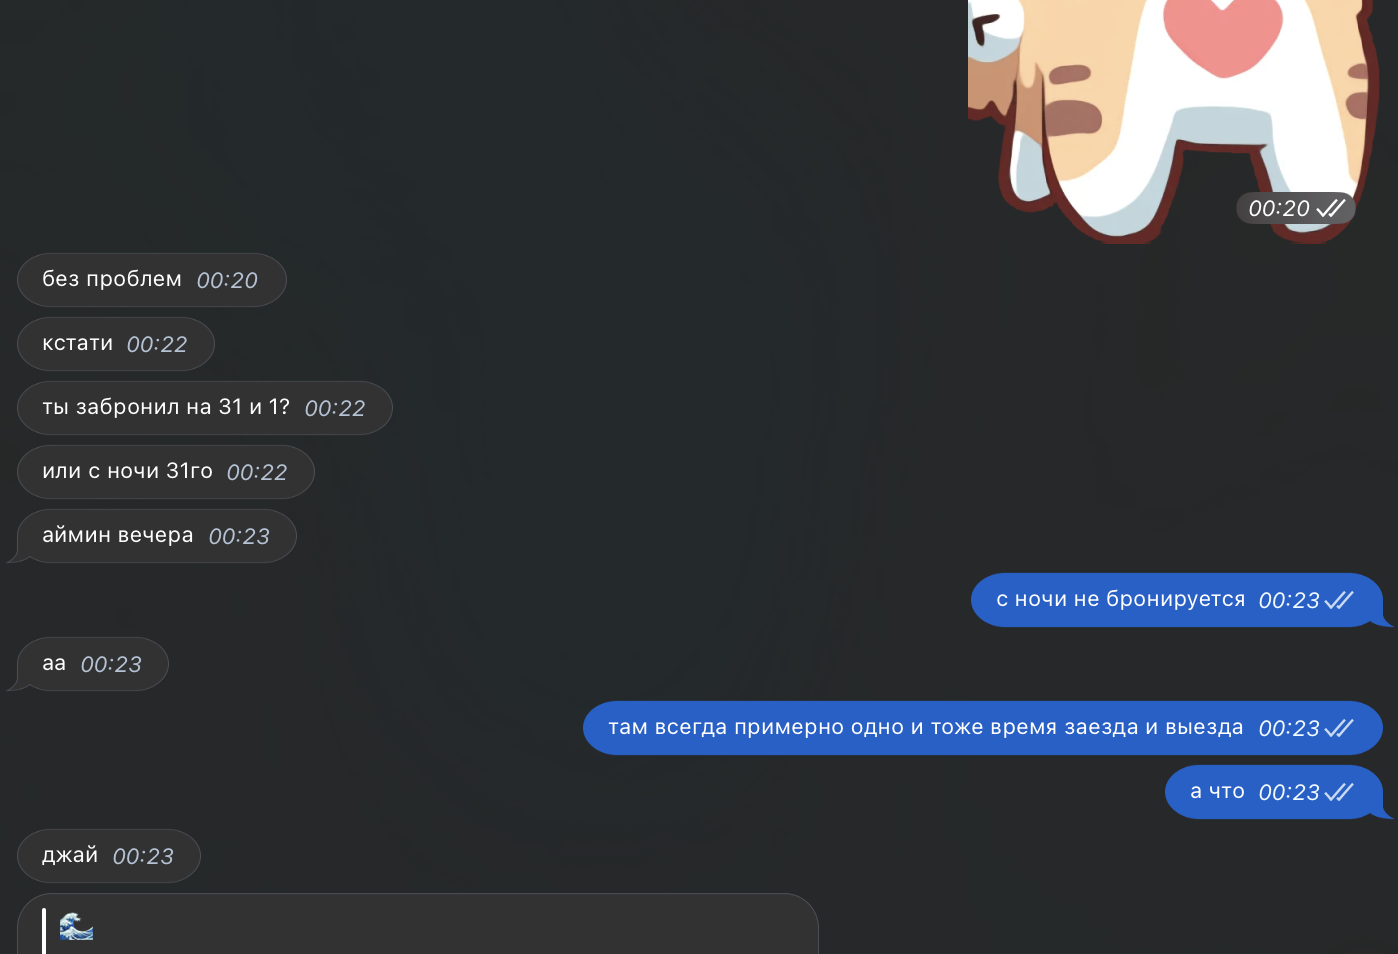 00:20
без проблем 00:20
кстати 00:22
ты забронил на 31 и 1? 00:22
или с ночи 31го 00:22
аймин вечера 00:23
с ночи не бронируется 00:23
аа 00:23
там всегда примерно одно и тоже время заезда и выезда 00:23
а что 00:23
джай 00:23